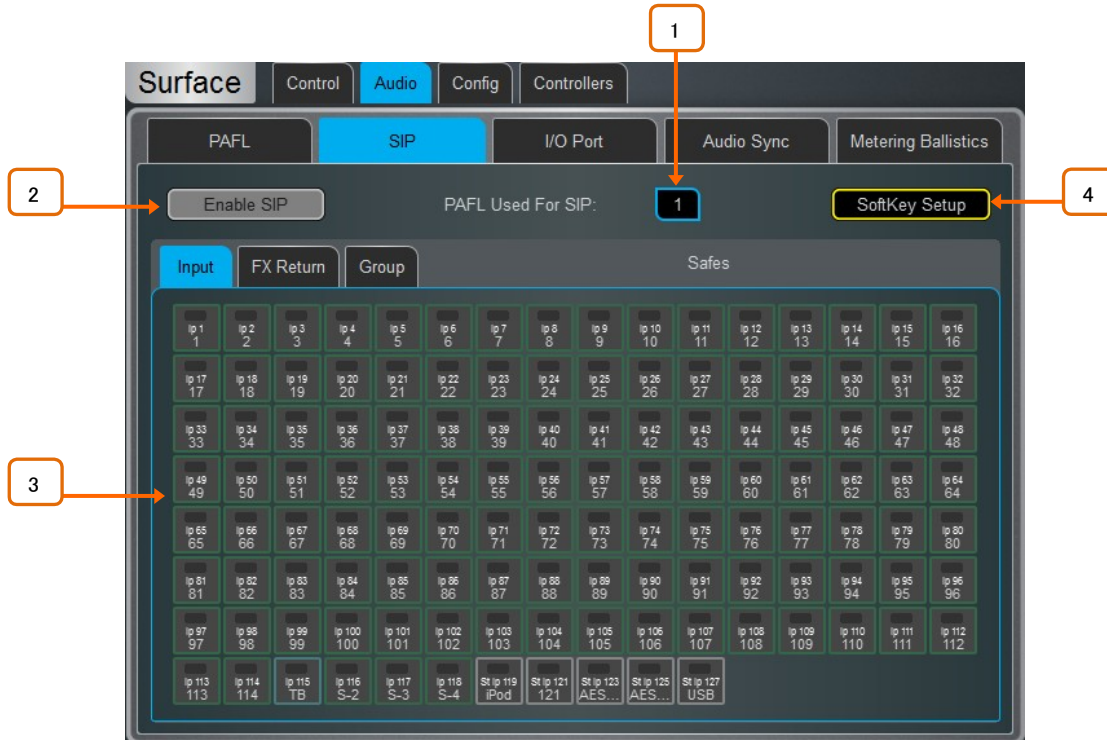 1
Surface Control Audio Config Controllers
PAFL SIP I/O Port Audio Sync Metering Ballistics
2
Enable SIP PAFL Used For SIP: 1 SoftKey Setup
4
Input FX Return Group Safes
Ip 1 Ip 2 Ip 3 Ip 4 Ip 5 Ip 6 Ip 7 Ip 8 Ip 9 Ip 10 Ip 11 Ip 12 Ip 13 Ip 14 Ip 15 Ip 16
1 2 3 4 5 6 7 8 9 10 11 12 13 14 15 16
Ip 17 Ip 18 Ip 19 Ip 20 Ip 21 Ip 22 Ip 23 Ip 24 Ip 25 Ip 26 Ip 27 Ip 28 Ip 29 Ip 30 Ip 31 Ip 32
17 18 19 20 21 22 23 24 25 26 27 28 29 30 31 32
Ip 33 Ip 34 Ip 35 Ip 36 Ip 37 Ip 38 Ip 39 Ip 40 Ip 41 Ip 42 Ip 43 Ip 44 Ip 45 Ip 46 Ip 47 Ip 48
33 34 35 36 37 38 39 40 41 42 43 44 45 46 47 48
3
Ip 49 Ip 50 Ip 51 Ip 52 Ip 53 Ip 54 Ip 55 Ip 56 Ip 57 Ip 58 Ip 59 Ip 60 Ip 61 Ip 62 Ip 63 Ip 64
49 50 51 52 53 54 55 56 57 58 59 60 61 62 63 64
Ip 65 Ip 66 Ip 67 Ip 68 Ip 69 Ip 70 Ip 71 Ip 72 Ip 73 Ip 74 Ip 75 Ip 76 Ip 77 Ip 78 Ip 79 Ip 80
65 66 67 68 69 70 71 72 73 74 75 76 77 78 79 80
Ip 81 Ip 82 Ip 83 Ip 84 Ip 85 Ip 86 Ip 87 Ip 88 Ip 89 Ip 90 Ip 91 Ip 92 Ip 93 Ip 94 Ip 95 Ip 96
81 82 83 84 85 86 87 88 89 90 91 92 93 94 95 96
Ip 97 Ip 98 Ip 99 Ip 100 Ip 101 Ip 102 Ip 103 Ip 104 Ip 105 Ip 106 Ip 107 Ip 108 Ip 109 Ip 110 Ip 111 Ip 112
97 98 99 100 101 102 103 104 105 106 107 108 109 110 111 112
Ip 113 Ip 114 Ip 115 Ip 116 Ip 117 Ip 118 St Ip 119 St Ip 121 St Ip 123 St Ip 125 St Ip 127
113 114 TB S-2 S-3 S-4 iPod 121 AES... AES... USB